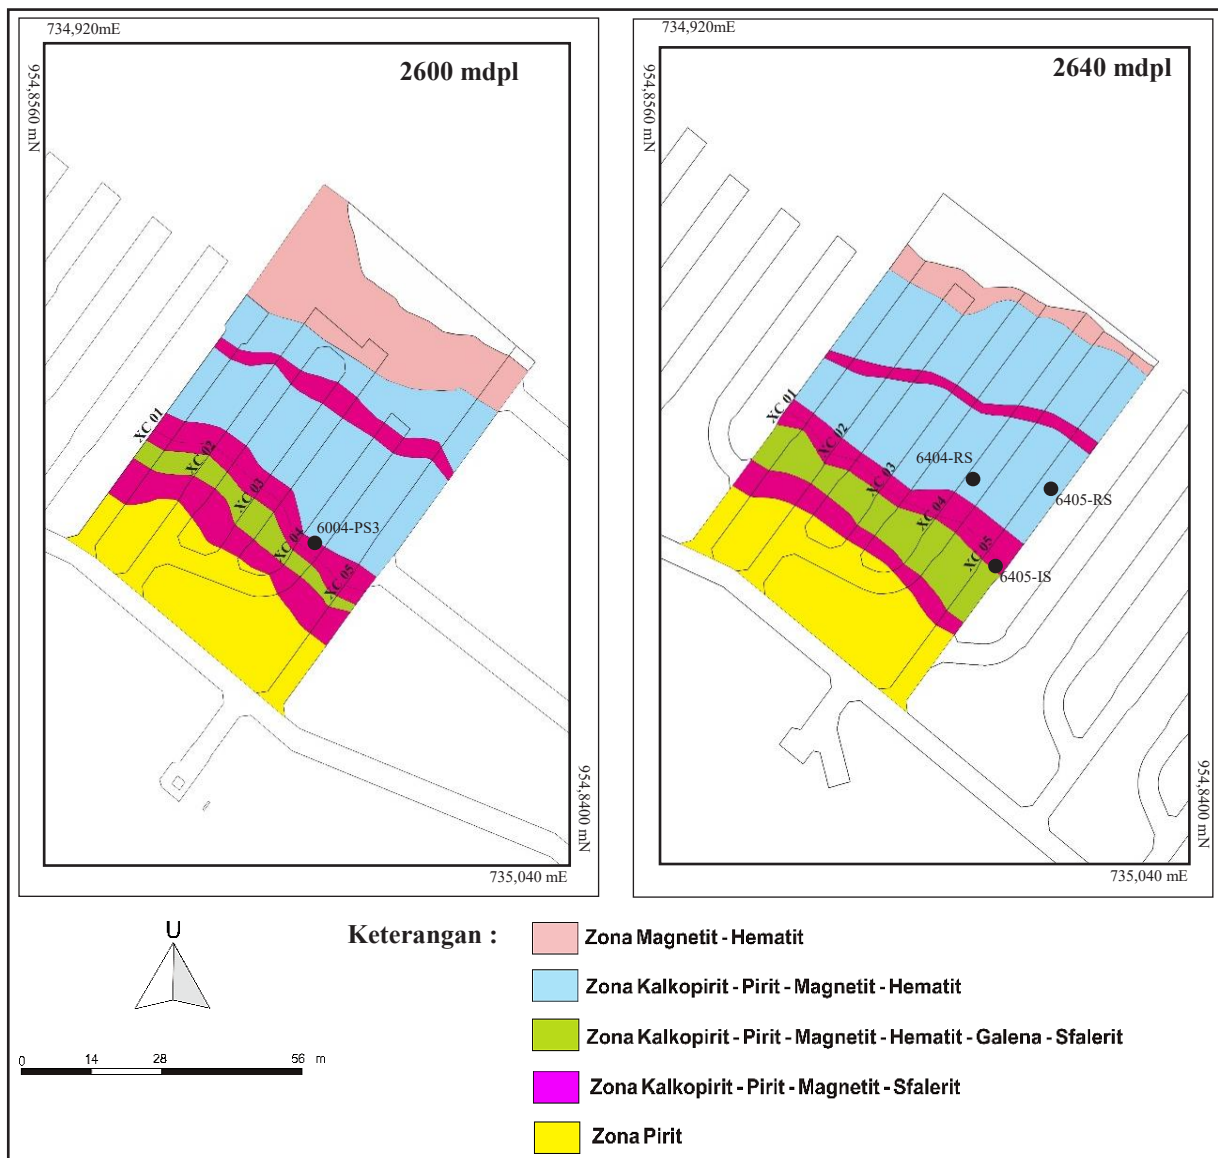 734,920mE
954,8560 mN
2600 mdpl
XC 01
XC 02
XC 03
XC 04
XC 05
6004-PS3
954,8400 mN
735,040 mE
734,920mE
954,8560 mN
2640 mdpl
XC 01
XC 02
XC 03
XC 04
XC 05
6404-RS
6405-RS
6405-IS
954,8400 mN
735,040 mE
U
0 14 28 56 m
Keterangan :
Zona Magnetit - Hematit
Zona Kalkopirit - Pirit - Magnetit - Hematit
Zona Kalkopirit - Pirit - Magnetit - Hematit - Galena - Sfalerit
Zona Kalkopirit - Pirit - Magnetit - Sfalerit
Zona Pirit